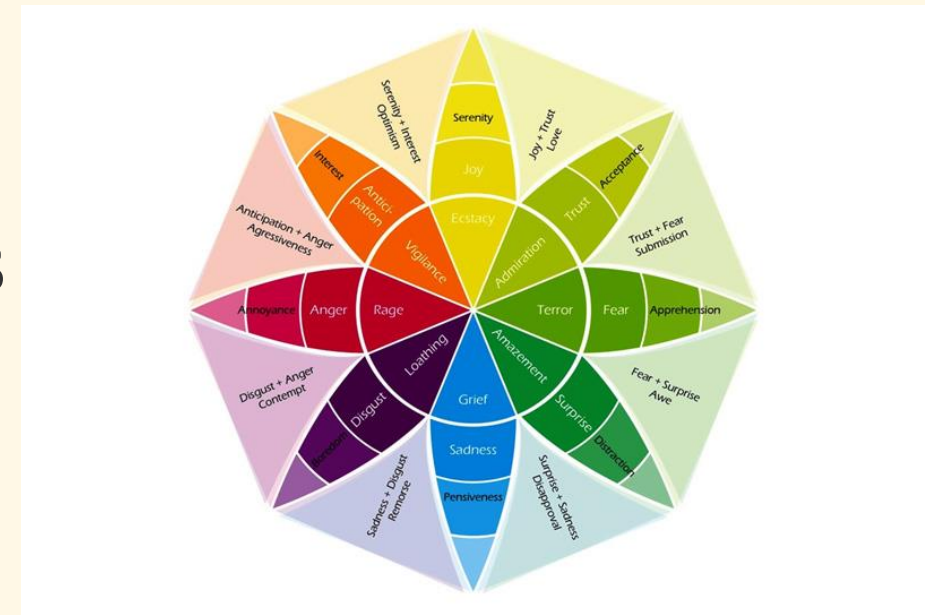 Serenity + Interest
Optimism
Joy + Trust
Love
Trust + Fear
Submission
Fear + Surprise
Awe
Surprise + Sadness
Disapproval
Sadness + Disgust
Remorse
Disgust + Anger
Contempt
Anticipation + Anger
Agressiveness
Serenity
Joy
Ecstacy
Acceptance
Trust
Admiration
Apprehension
Fear
Terror
Distraction
Surprise
Amazement
Pensiveness
Sadness
Grief
Boredom
Disgust
Loathing
Annoyance
Anger
Rage
Interest
Antici-
pation
Vigilance